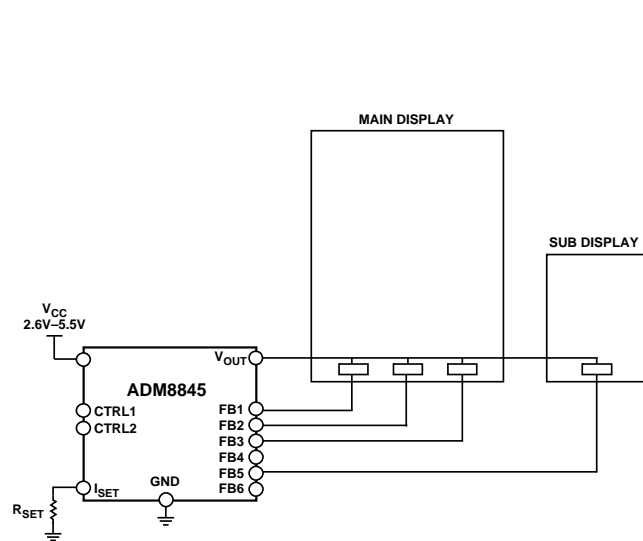 MAIN DISPLAY
SUB DISPLAY
VCC
2.6V–5.5V
VOUT
ADM8845
CTRL1
CTRL2
FB1
FB2
FB3
FB4
FB5
FB6
ISET
GND
RSET